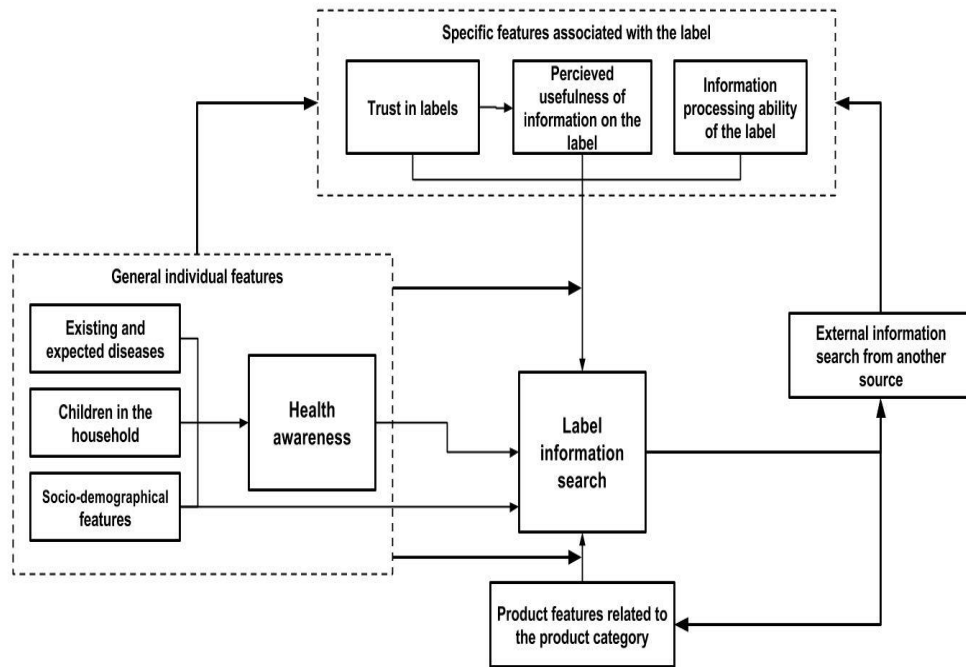 Specific features associated with the label
Trust in labels
Percieved
usefulness of
information on the
label
Information
processing ability
of the label
General individual features
Existing and
expected diseases
Children in the
household
Socio-demographical
features
Health
awareness
Label
information
search
External information
search from another
source
Product features related to
the product category